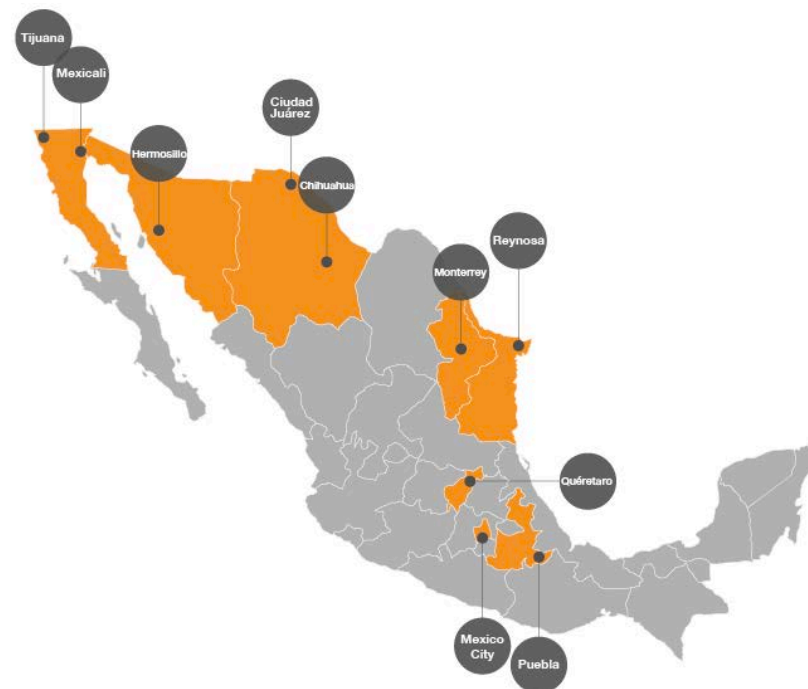 Tijuana
Mexicali
Ciudad
Juárez
Hermosillo
Chihuahua
Reynosa
Monterrey
Quéretaro
Mexico
City
Puebla